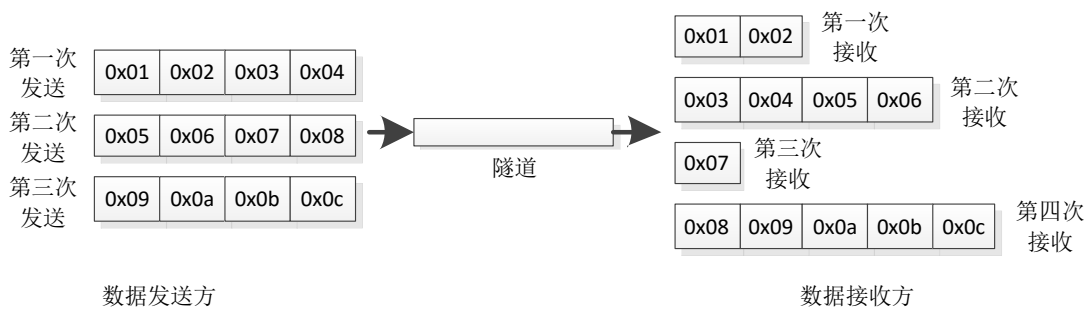 第一次
发送
0x01 0x02 0x03 0x04
第二次
发送
0x05 0x06 0x07 0x08
第三次
发送
0x09 0x0a 0x0b 0x0c
数据发送方
隧道
0x01 0x02
第一次
接收
0x03 0x04 0x05 0x06
第二次
接收
0x07
第三次
接收
0x08 0x09 0x0a 0x0b 0x0c
第四次
接收
数据接收方